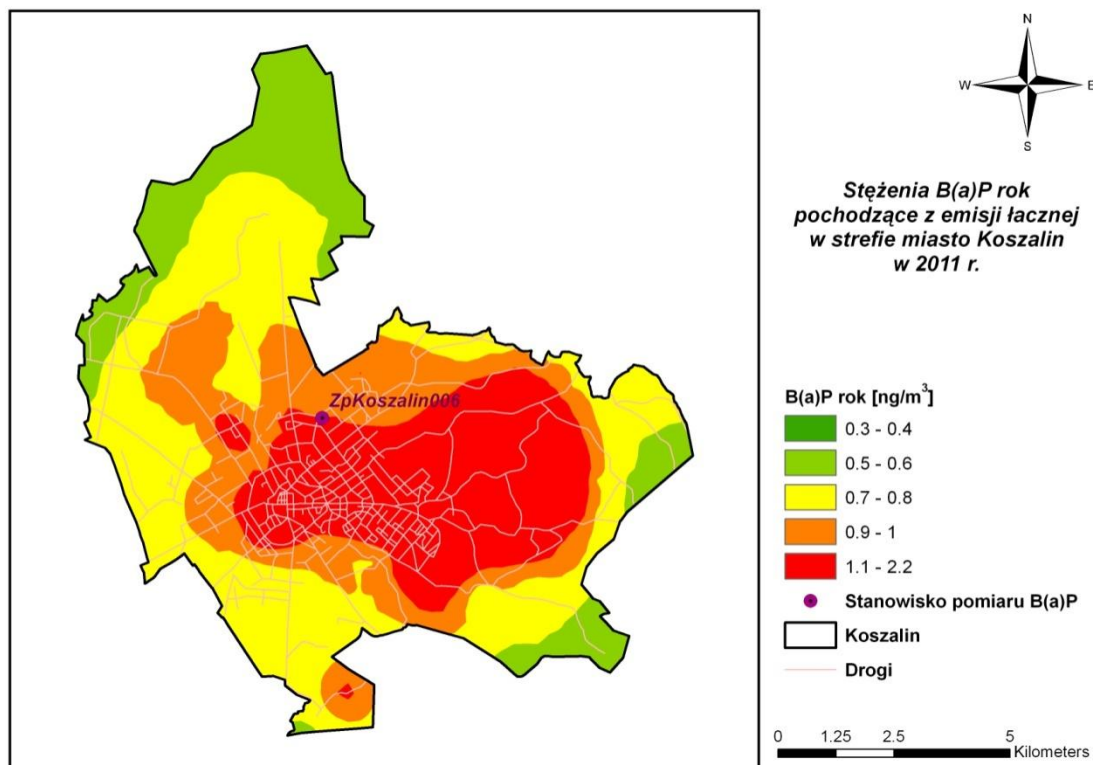 N
W E
S
Stężenia B(a)P rok
pochodzące z emisji łacznej
w strefie miasto Koszalin
w 2011 r.
ZpKoszalin006
B(a)P rok [ng/m³]
0.3 - 0.4
0.5 - 0.6
0.7 - 0.8
0.9 - 1
1.1 - 2.2
Stanowisko pomiaru B(a)P
Koszalin
Drogi
0 1.25 2.5 5
Kilometers